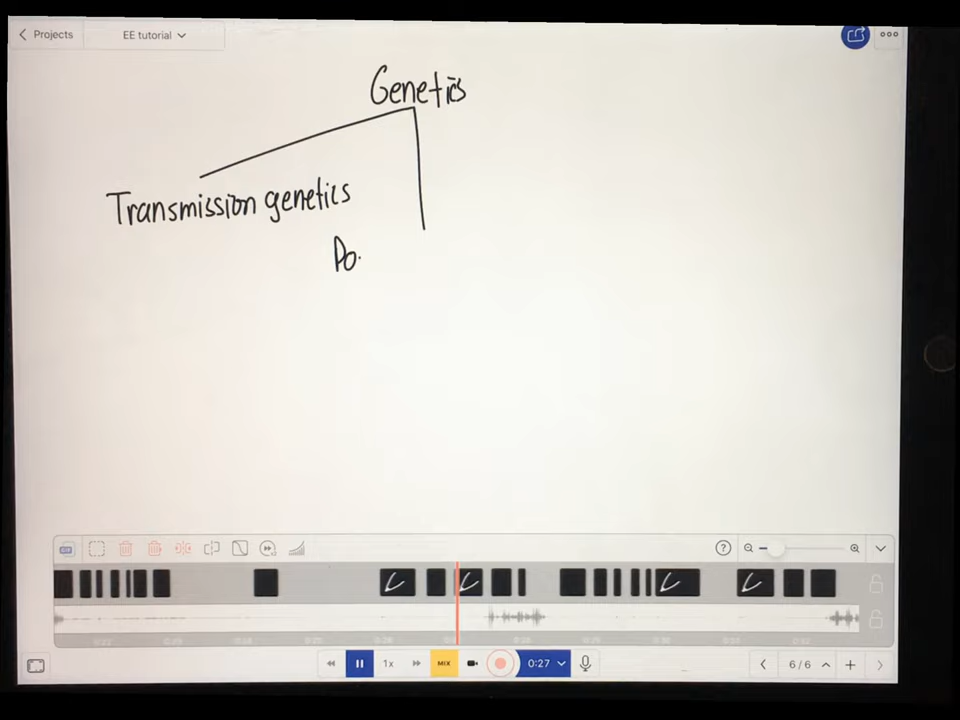 Projects
EE tutorial
Genetics
Transmission genetics
Po
1x
MIX
0:27
6/6